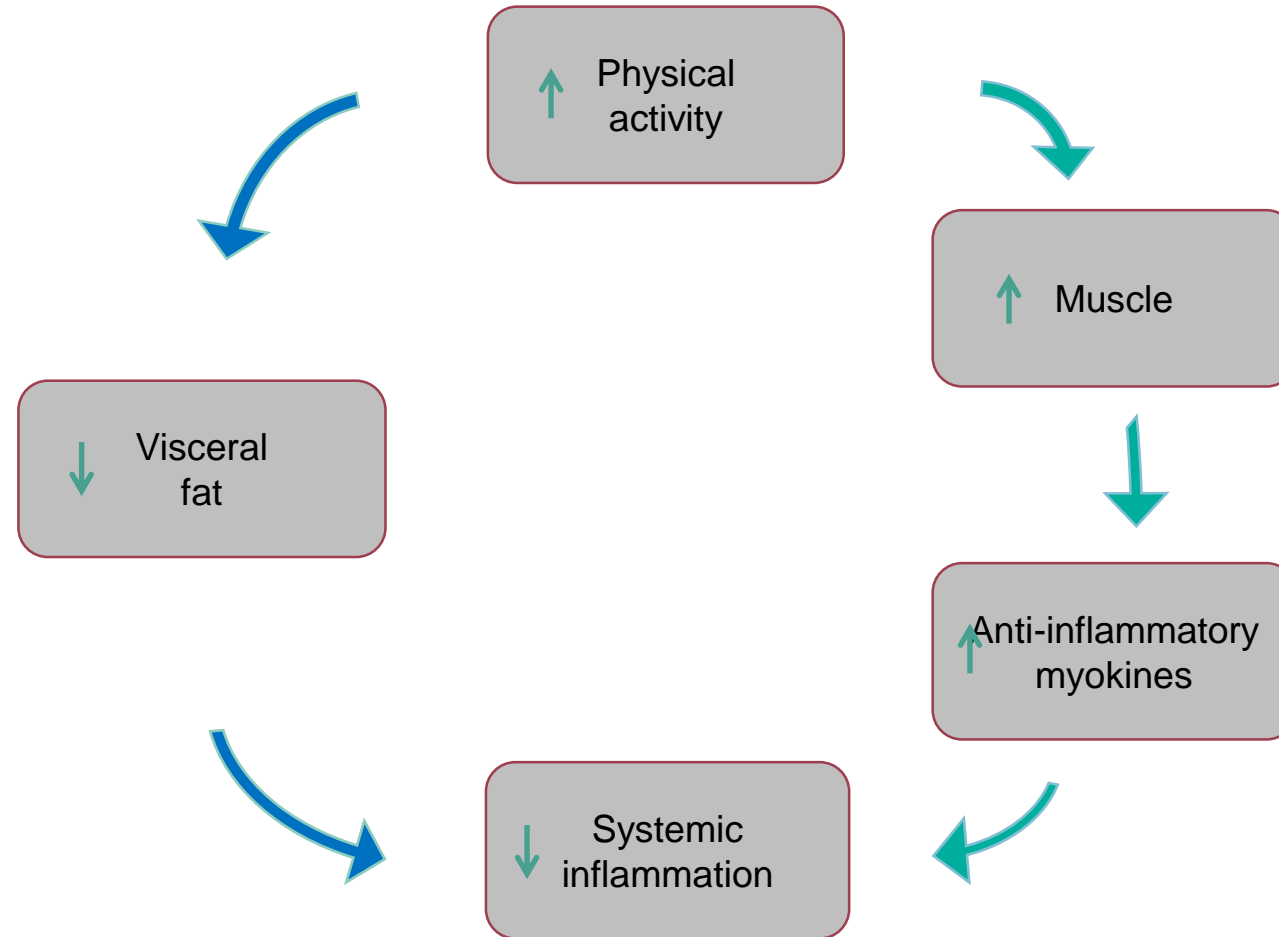 Physical
activity
Muscle
Visceral
fat
Anti-inflammatory
myokines
Systemic
inflammation